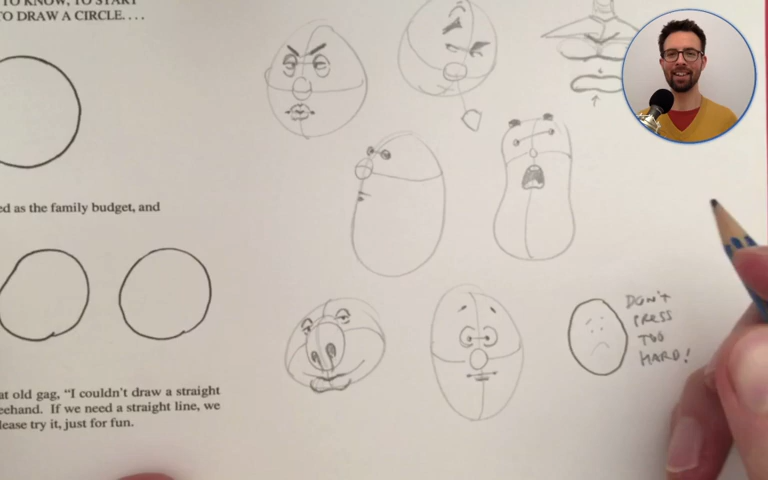 TO KNOW, TO START
TO DRAW A CIRCLE....
ed as the family budget, and
at old gag, "I couldn't draw a straight
eehand. If we need a straight line, we
lease try it, just for fun.
DON'T
PRESS
TOO
HARD!